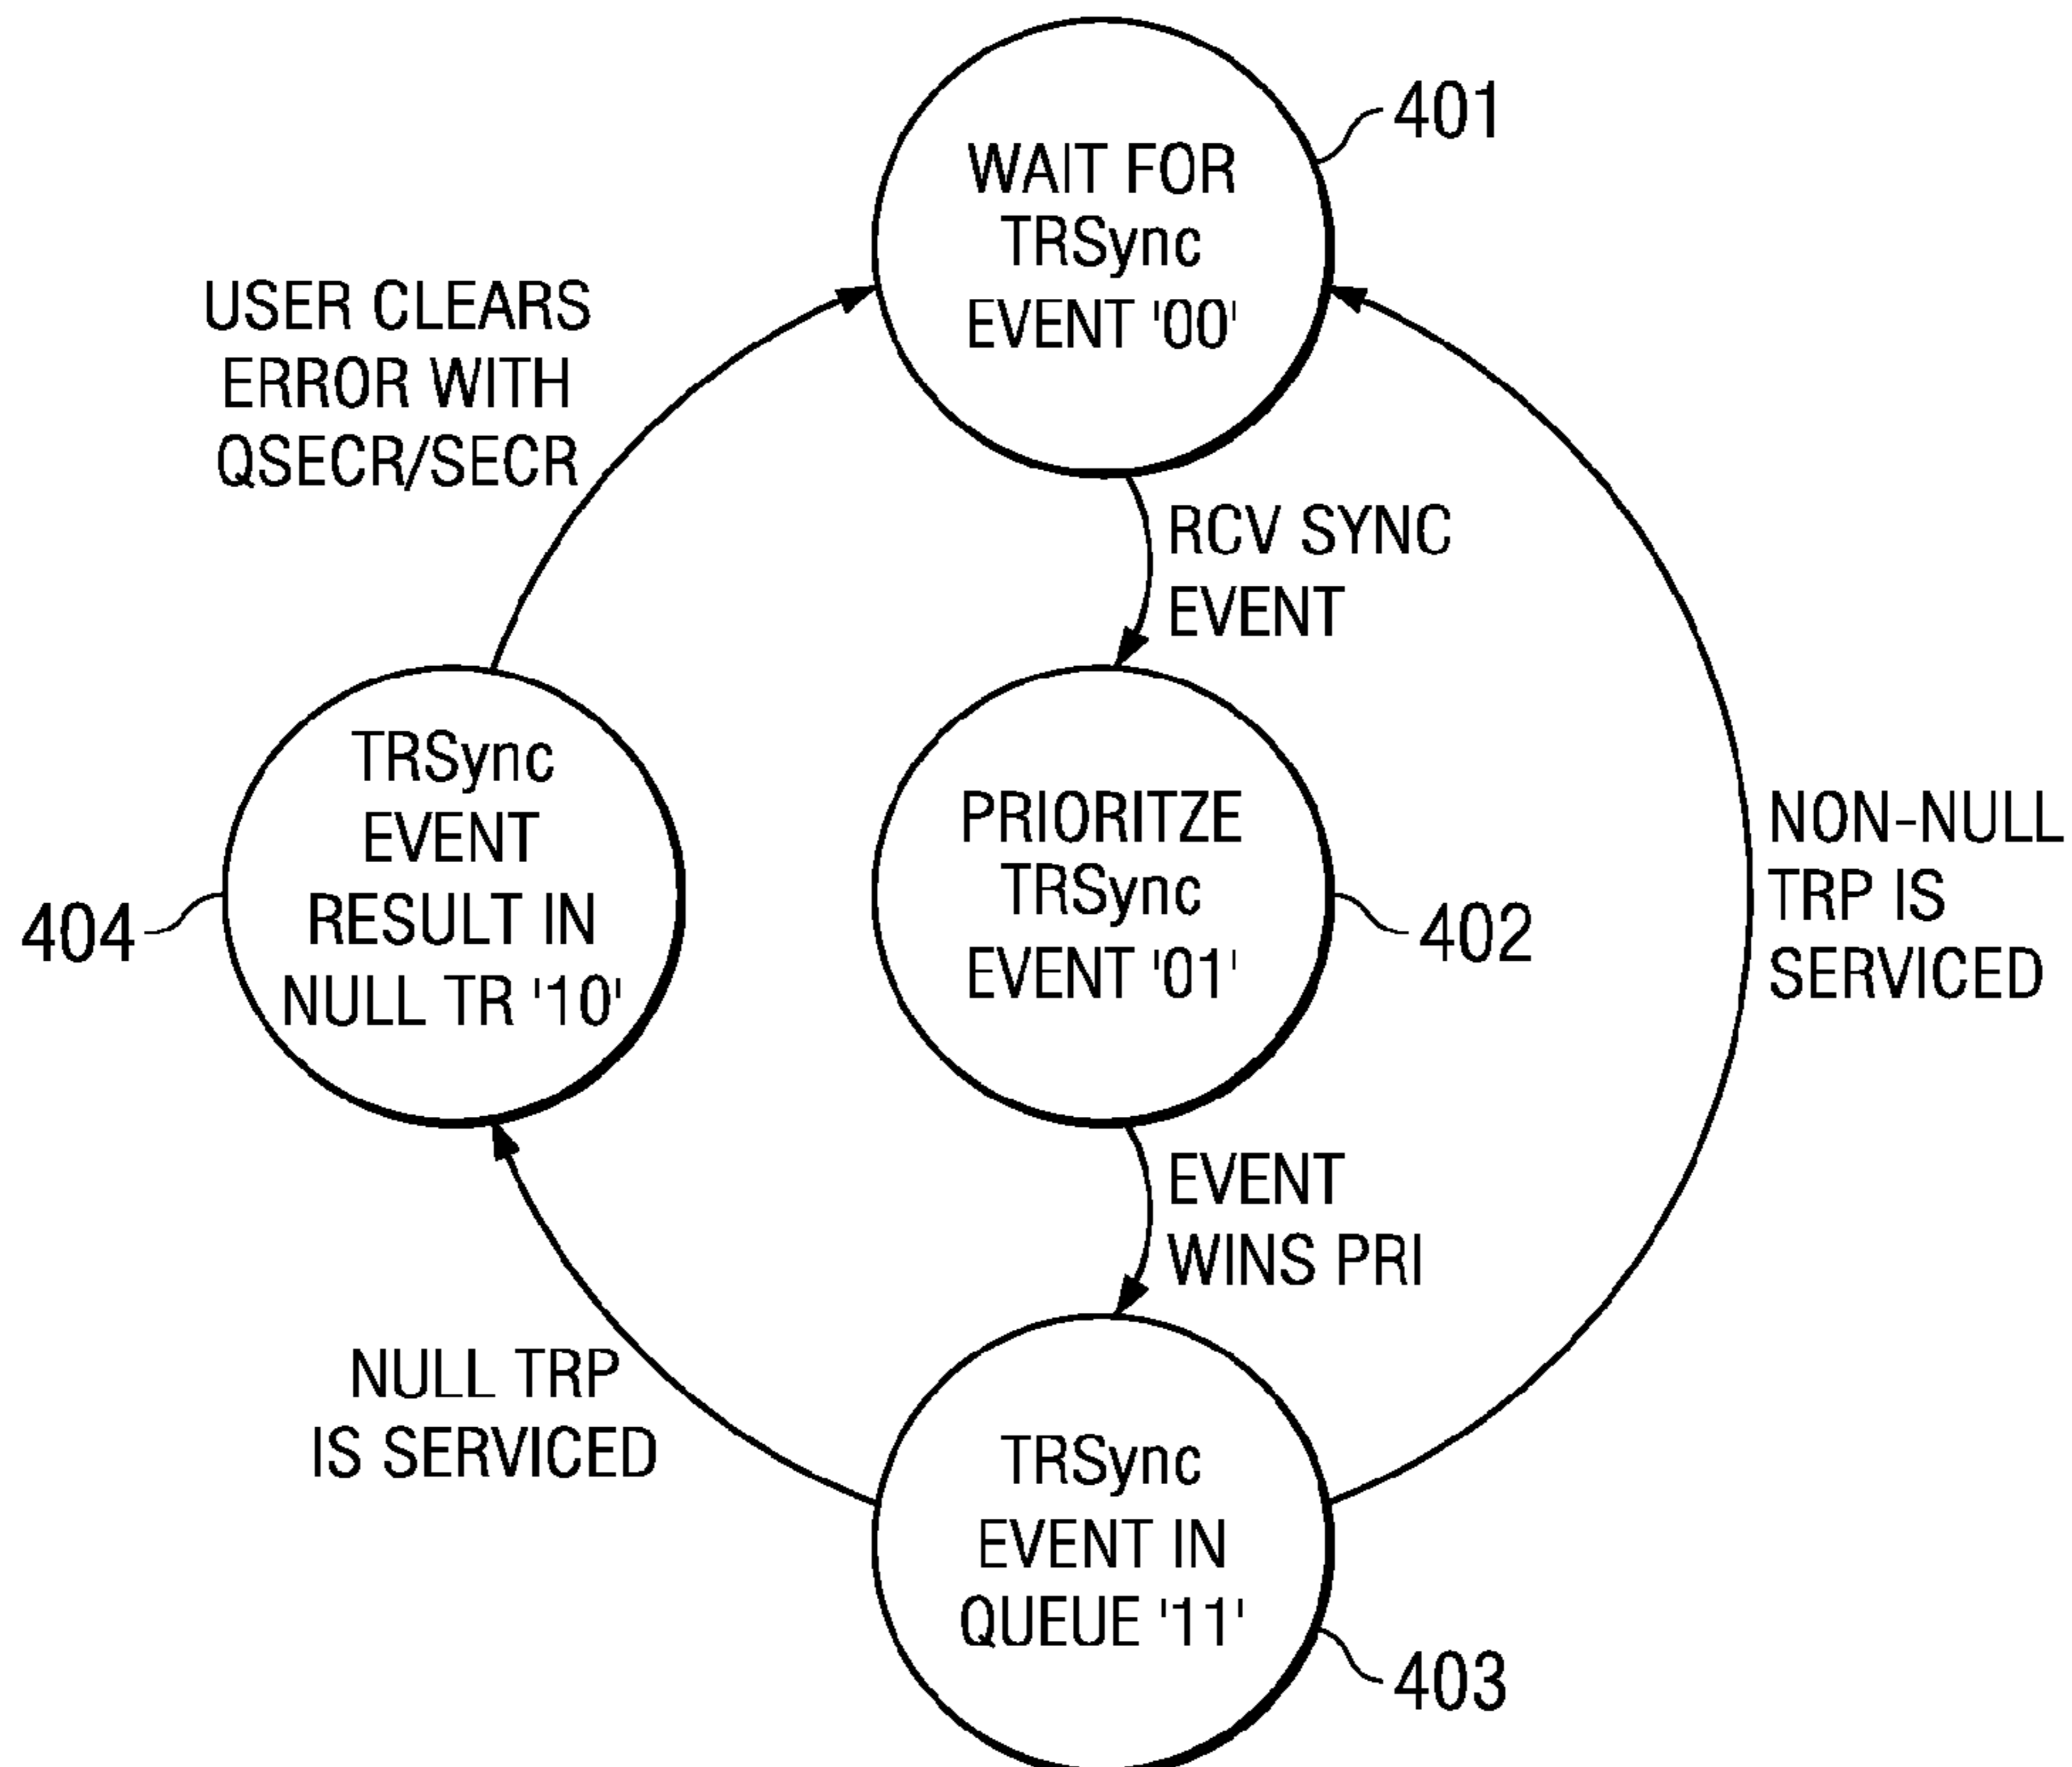 401
WAIT FOR
TRSync
EVENT '00'
USER CLEARS
ERROR WITH
QSECR/SECR
RCV SYNC
EVENT
TRSync
EVENT
RESULT IN
NULL TR '10'
404
PRIORITZE
TRSync
EVENT '01'
402
NON-NULL
TRP IS
SERVICED
EVENT
WINS PRI
NULL TRP
IS SERVICED
TRSync
EVENT IN
QUEUE '11'
403